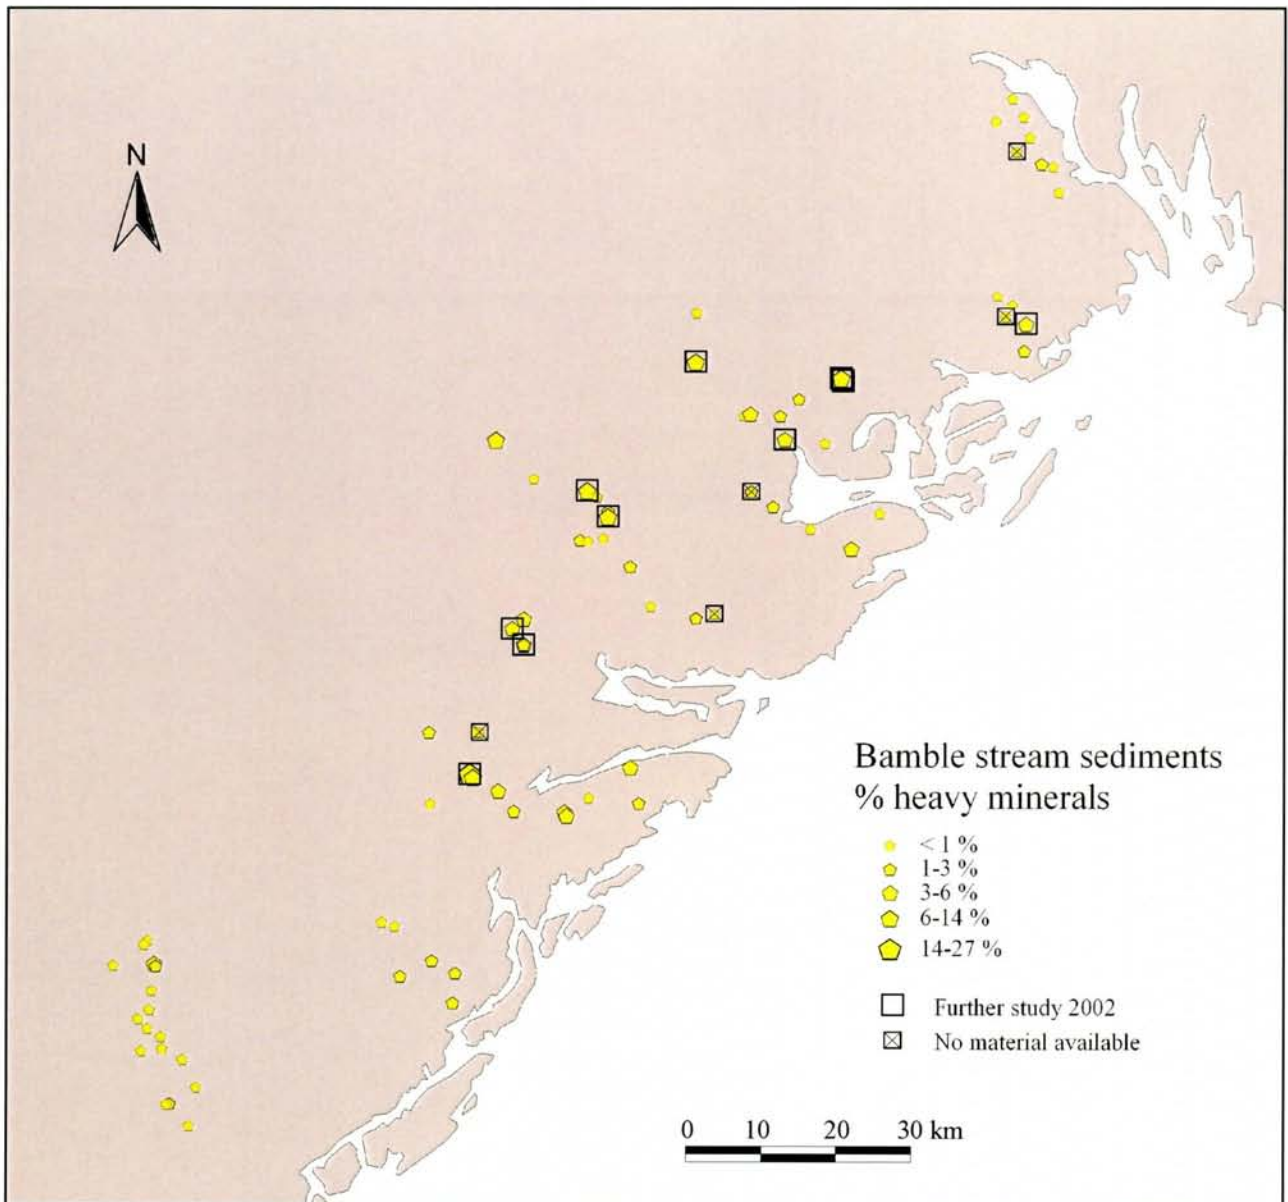 N
Bamble stream sediments
% heavy minerals
< 1 %
1-3 %
3-6 %
6-14 %
14-27 %
Further study 2002
No material available
0 10 20 30 km